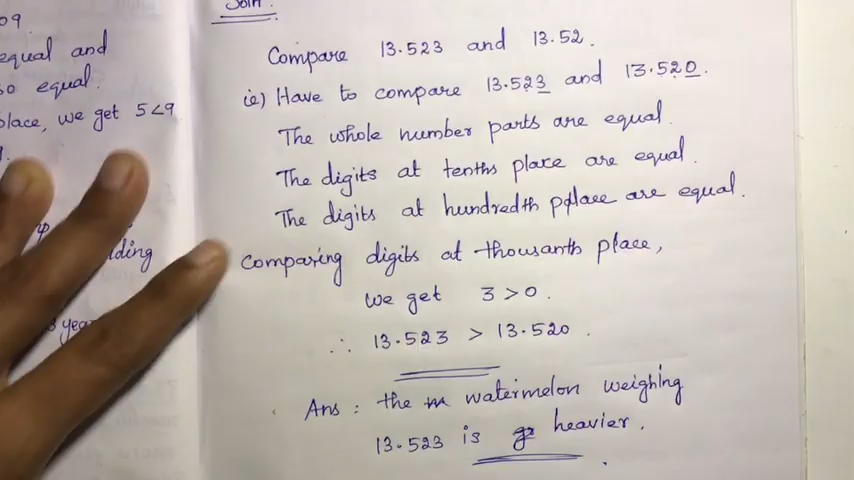 09
equal and
so equal.
place, we get 5<9
Soln.
Compare 13.523 and 13.52.
ie) Have to compare 13.523 and 13.520.
The whole number parts are equal
The digits at tenths place are equal.
The digits at hundredth place are equal.
Comparing digits at thousanth place,
we get 3 > 0.
∴ 13.523 > 13.520.
Ans : the watermelon weighing
13.523 is heavier.